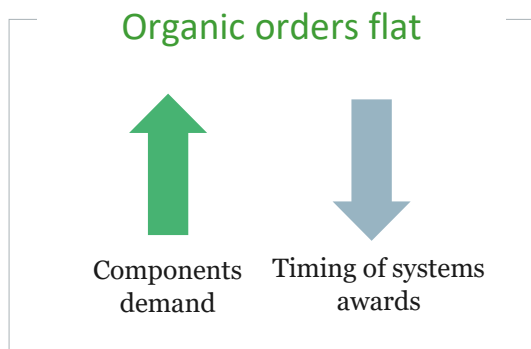 Organic orders flat
Components
demand
Timing of systems
awards